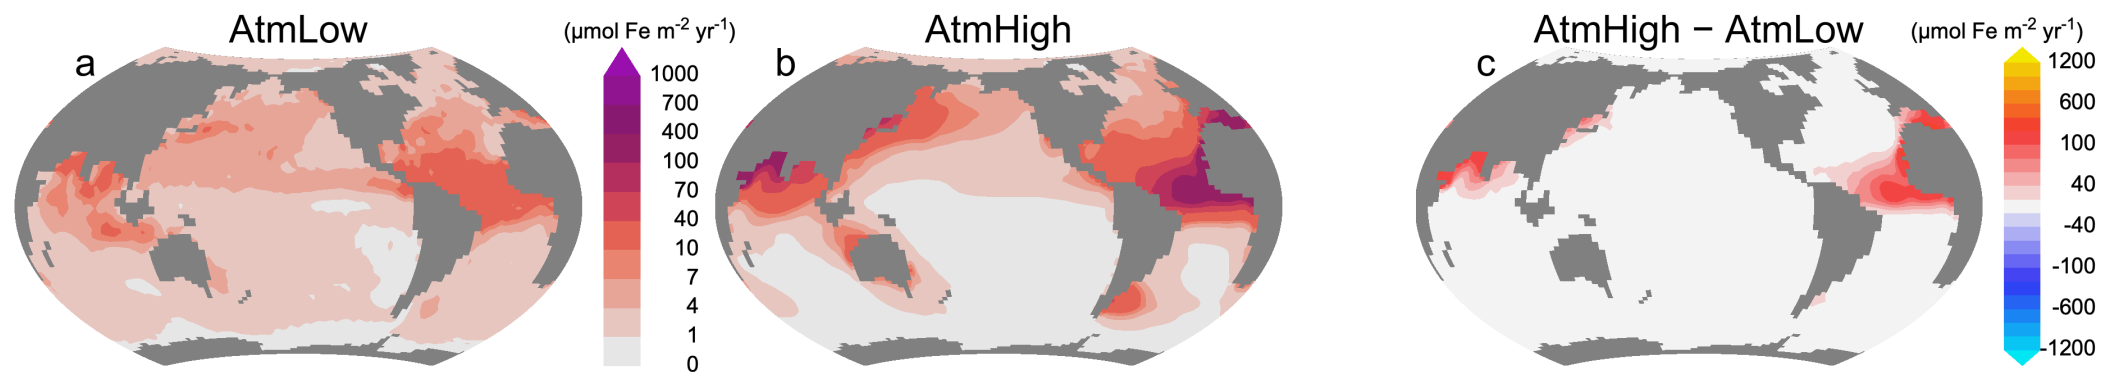 AtmLow
(μmol Fe m⁻² yr⁻¹)
AtmHigh
AtmHigh − AtmLow
(μmol Fe m⁻² yr⁻¹)
a
b
c
1000
700
400
100
70
40
10
7
4
1
0
1200
600
100
40
-40
-100
-600
-1200